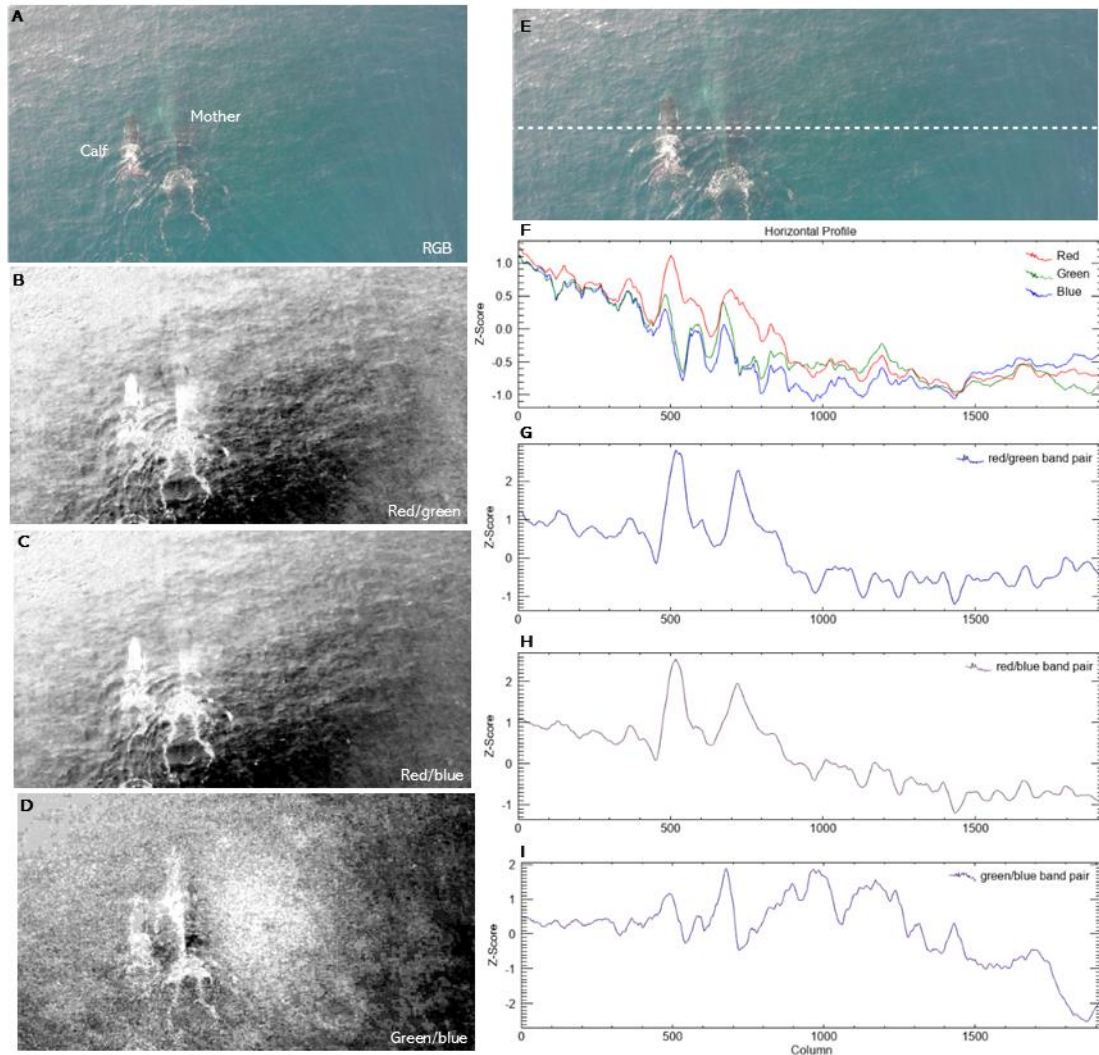 A
Mother
Calf
RGB
B
Red/green
C
Red/blue
D
Green/blue
E
F
Horizontal Profile
Red
Green
Blue
Z-Score
1.0
0.5
0.0
-0.5
-1.0
0
500
1000
1500
G
red/green band pair
Z-Score
2
1
0
-1
0
500
1000
1500
H
red/blue band pair
Z-Score
2
1
0
-1
0
500
1000
1500
I
green/blue band pair
Z-Score
2
1
0
-1
-2
0
500
1000
1500
Column